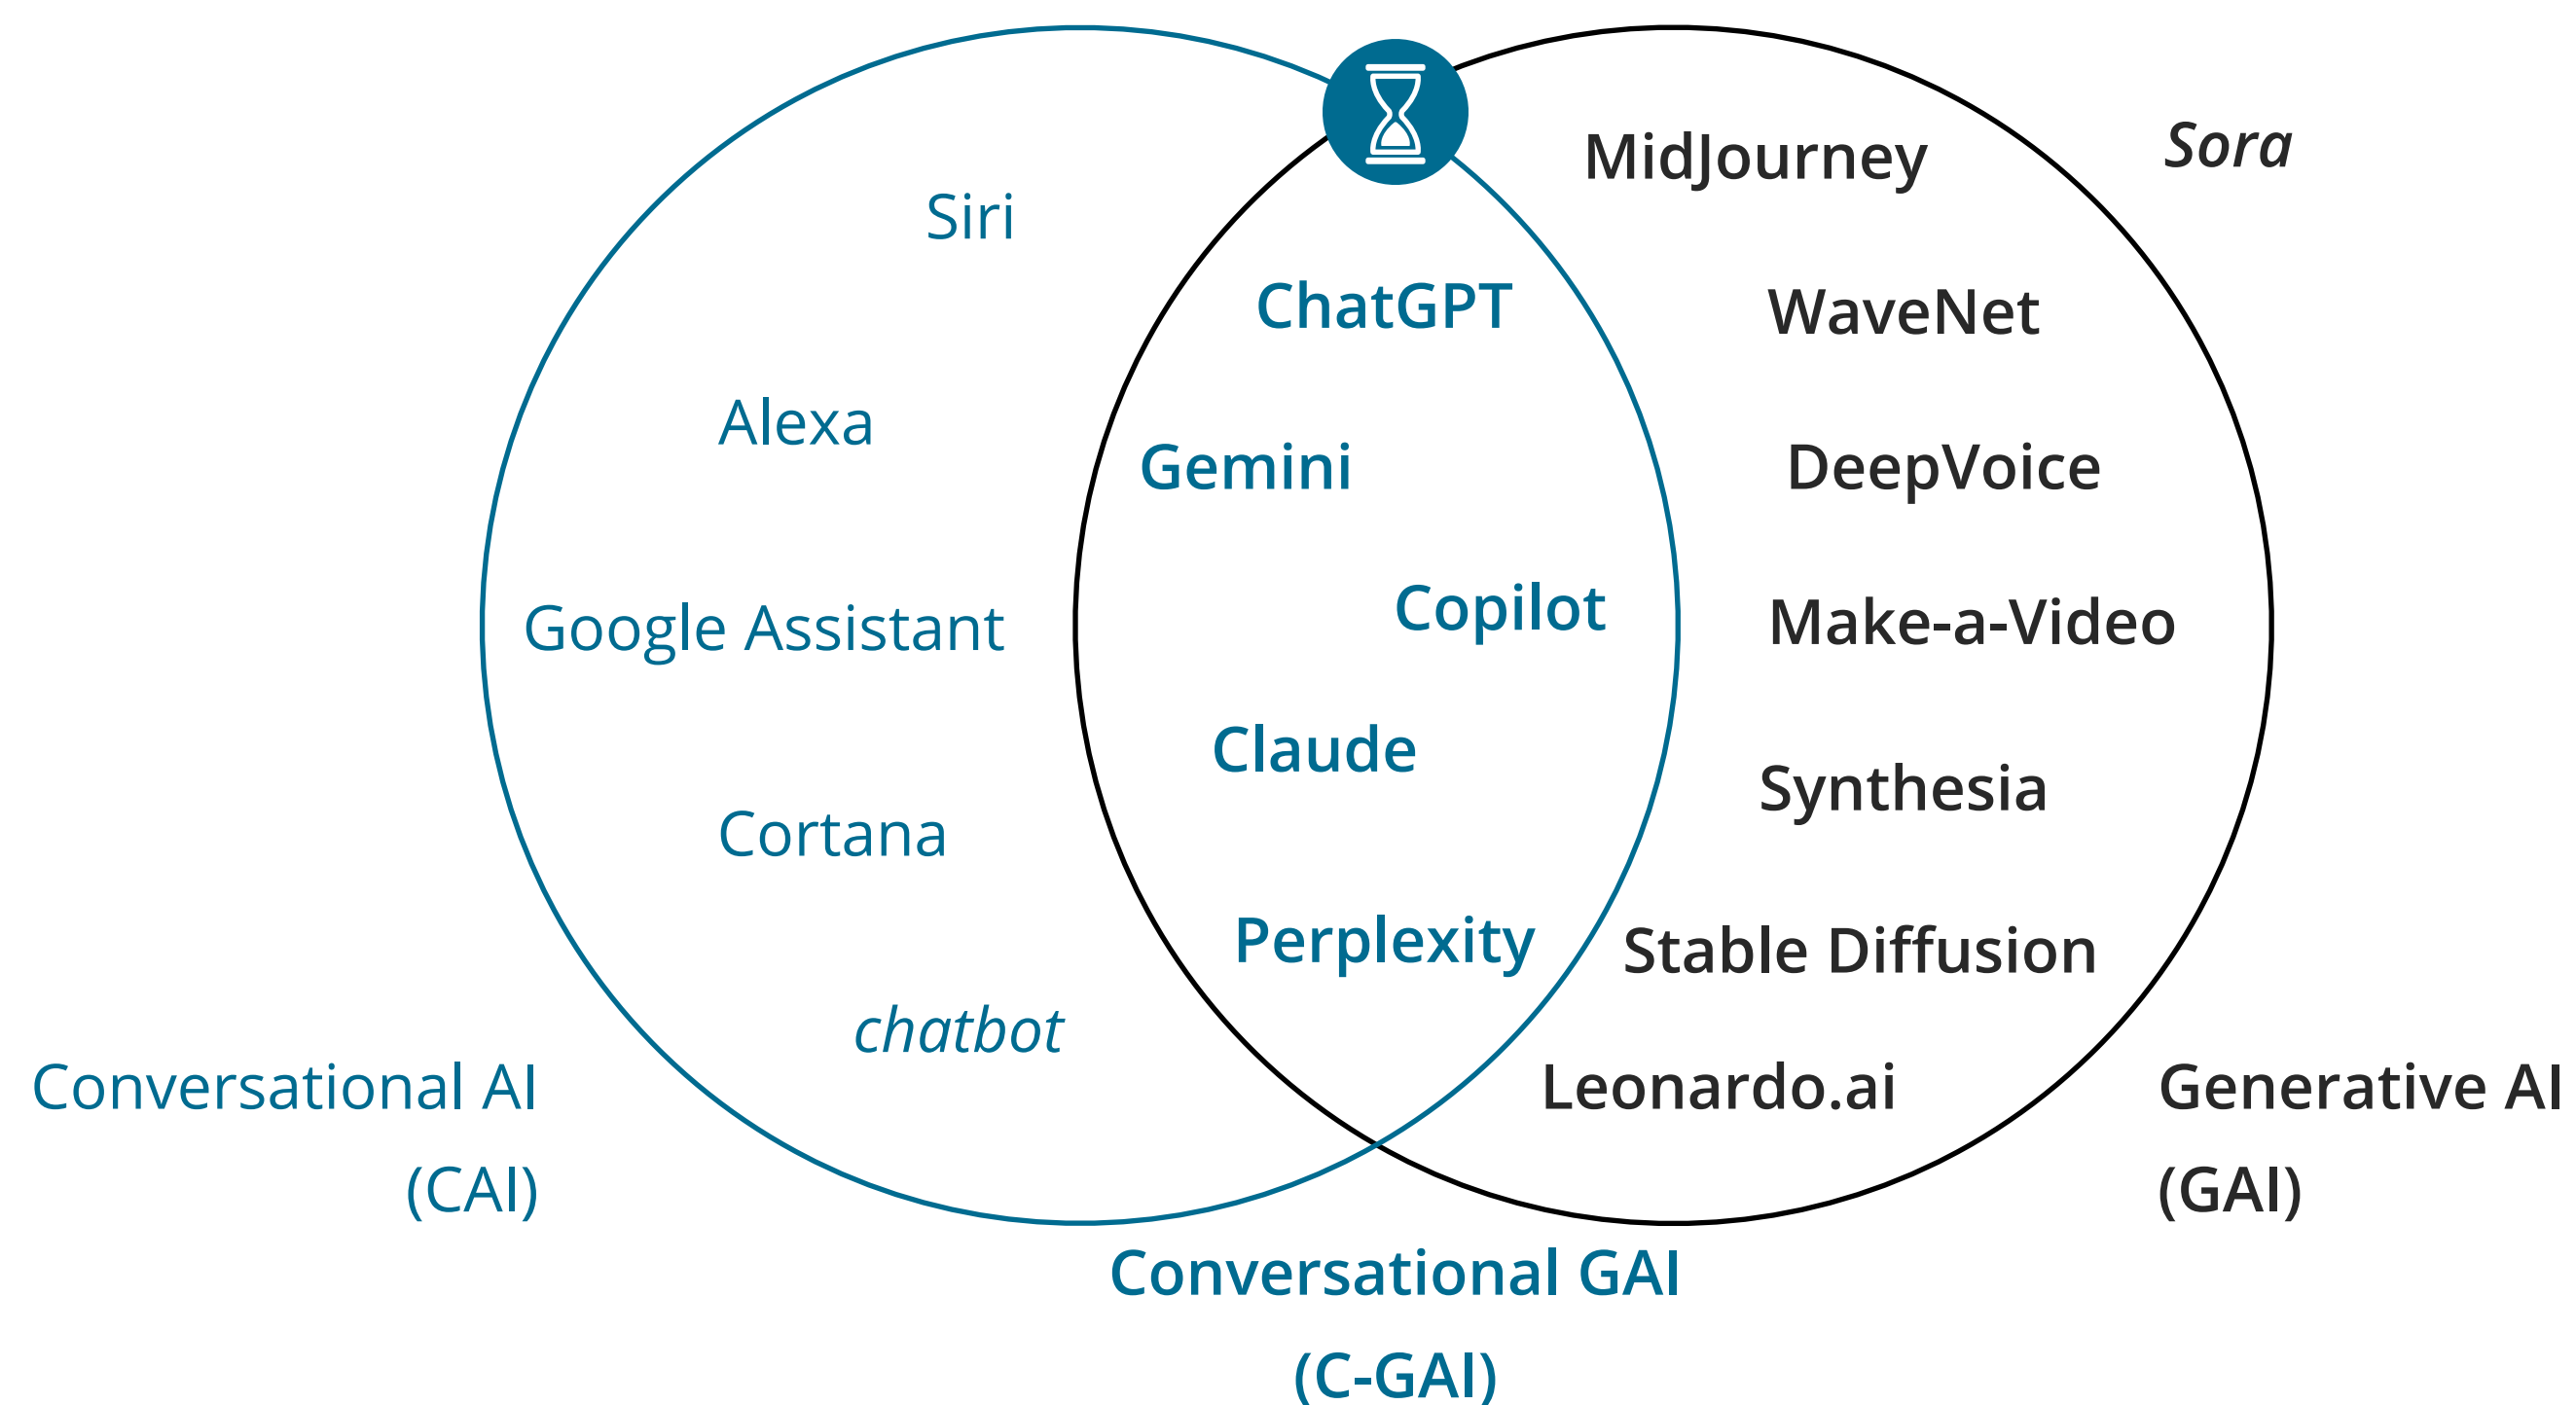 Siri
Alexa
Google Assistant
Cortana
chatbot
Conversational AI
(CAI)
ChatGPT
Gemini
Copilot
Claude
Perplexity
Conversational GAI
(C-GAI)
MidJourney
Sora
WaveNet
DeepVoice
Make-a-Video
Synthesia
Stable Diffusion
Leonardo.ai
Generative AI
(GAI)